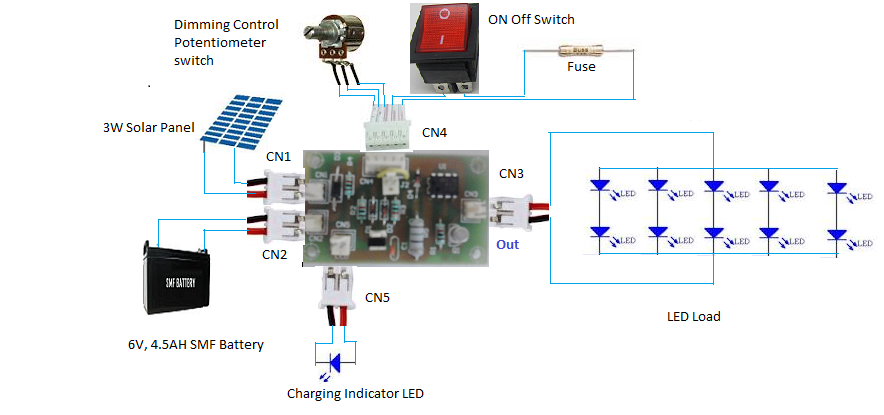 Dimming Control
Potentiometer
switch
ON Off Switch
Fuse
CN4
3W Solar Panel
CN1
CN3
CN2
Out
SMF BATTERY
CN5
6V, 4.5AH SMF Battery
Charging Indicator LED
LED LED LED LED LED
LED LED LED LED LED
LED Load